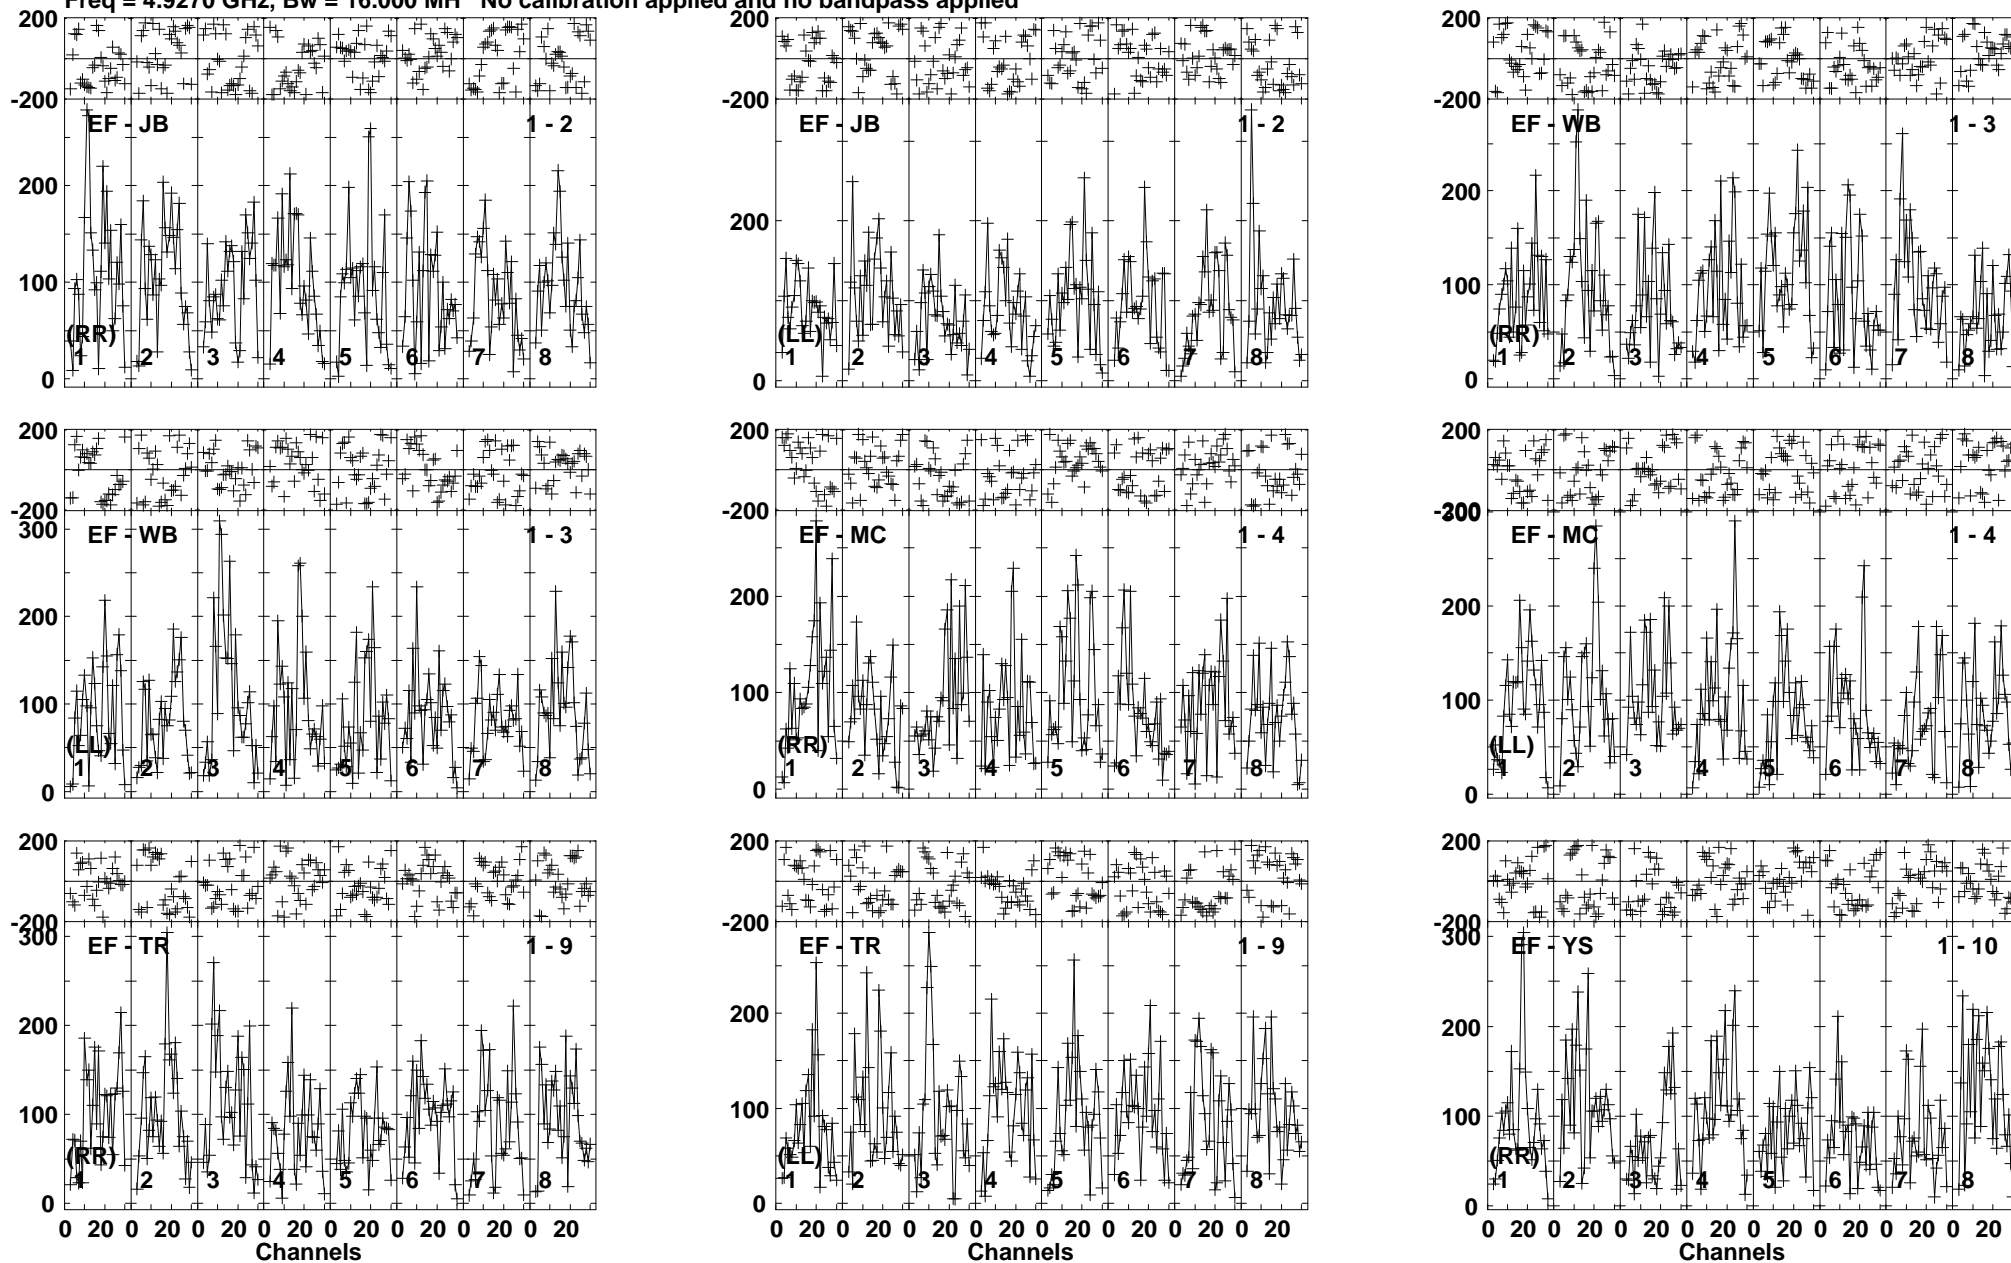 Freq = 4.9270 GHz, Bw = 16.000 MH No calibration applied and no bandpass applied
200 200 200
-200 -200 -200
EF - JB 1 - 2 EF - JB 1 - 2 EF - WB 1 - 3
200 200 200
100 100
(RR) (LL) (RR)
1 2 3 4 5 6 7 8 1 2 3 4 5 6 7 8 1 2 3 4 5 6 7 8
0 0 0
200 200 200
-200 -200 -200
300 300
EF - WB 1 - 3 EF - MC 1 - 4 EF - MC 1 - 4
200 200 200
100 100 100
(LL) (RR) (LL)
1 2 3 4 5 6 7 8 1 2 3 4 5 6 7 8 1 2 3 4 5 6 7 8
0 0 0
200 200 200
-200 -200 -200
300 300
EF - TR 1 - 9 EF - TR 1 - 9 EF - YS 1 - 10
200 200 200
100 100 100
(RR) (LL) (RR)
1 2 3 4 5 6 7 8 1 2 3 4 5 6 7 8 1 2 3 4 5 6 7 8
0 0 0
0 20 0 20 0 20 0 20 0 20 0 20 0 20 0 20 0 20 0 20 0 20 0 20 0 20 0 20 0 20 0 20 0 20 0 20 0 20 0 20 0 20 0 20 0 20 0 20
Channels Channels Channels